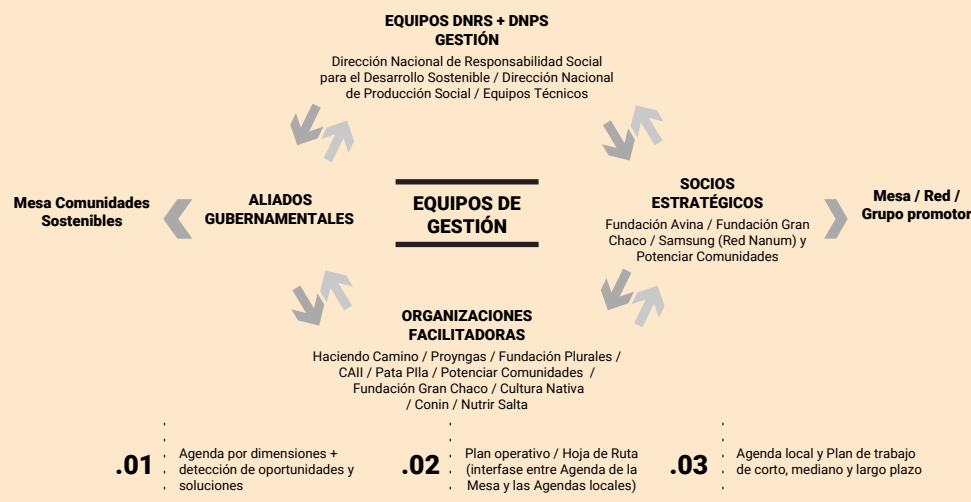 EQUIPOS DNRS + DNPS
GESTIÓN
Dirección Nacional de Responsabilidad Social
para el Desarrollo Sostenible / Dirección Nacional
de Producción Social / Equipos Técnicos
Mesa Comunidades
Sostenibles
ALIADOS
GUBERNAMENTALES
EQUIPOS DE
GESTIÓN
SOCIOS
ESTRATÉGICOS
Fundación Avina / Fundación Gran
Chaco / Samsung (Red Nanum) y
Potenciar Comunidades
Mesa / Red /
Grupo promotor
ORGANIZACIONES
FACILITADORAS
Haciendo Camino / Proyngas / Fundación Plurales /
CAII / Pata PIla / Potenciar Comunidades /
Fundación Gran Chaco / Cultura Nativa
/ Conin / Nutrir Salta
.01
Agenda por dimensiones +
detección de oportunidades y
soluciones
.02
Plan operativo / Hoja de Ruta
(interfase entre Agenda de la
Mesa y las Agendas locales)
.03
Agenda local y Plan de trabajo
de corto, mediano y largo plazo